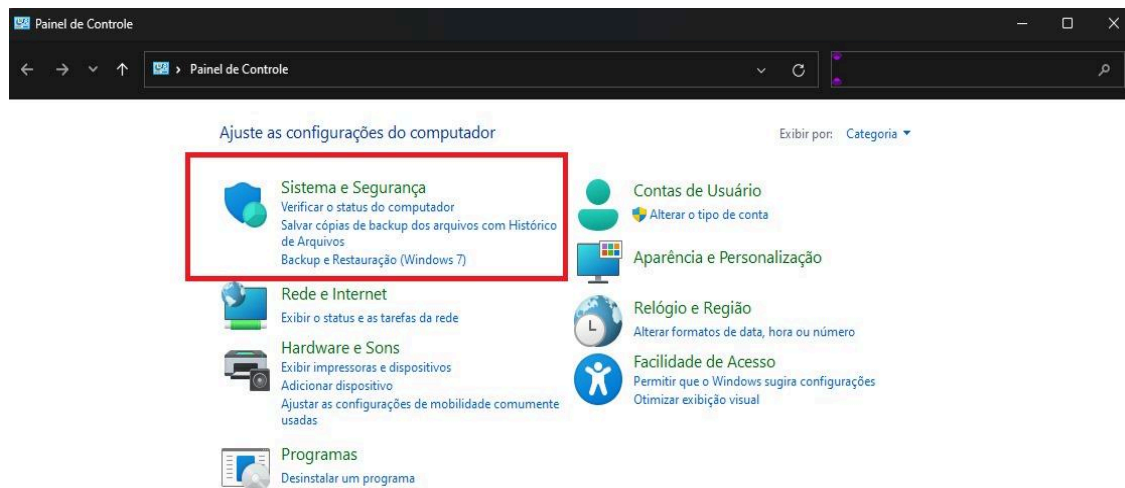 Painel de Controle
Painel de Controle
Ajuste as configurações do computador
Exibir por: Categoria
Sistema e Segurança
Verificar o status do computador
Salvar cópias de backup dos arquivos com Histórico
de Arquivos
Backup e Restauração (Windows 7)
Rede e Internet
Exibir o status e as tarefas da rede
Hardware e Sons
Exibir impressoras e dispositivos
Adicionar dispositivo
Ajustar as configurações de mobilidade comumente
usadas
Programas
Desinstalar um programa
Contas de Usuário
Alterar o tipo de conta
Aparência e Personalização
Relógio e Região
Alterar formatos de data, hora ou número
Facilidade de Acesso
Permitir que o Windows sugira configurações
Otimizar exibição visual